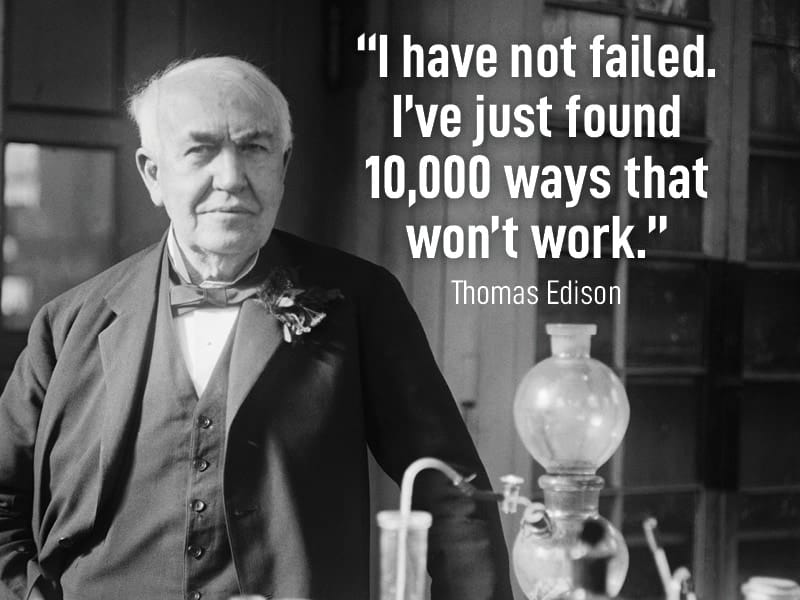 “I have not failed.
I’ve just found
10,000 ways that
won’t work.”
Thomas Edison